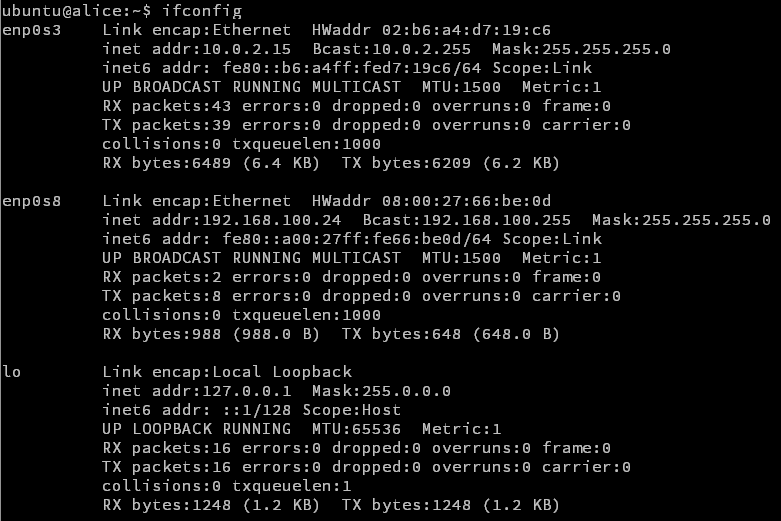 ubuntu@alice:~$ ifconfig
enp0s3    Link encap:Ethernet  HWaddr 02:b6:a4:d7:19:c6
          inet addr:10.0.2.15  Bcast:10.0.2.255  Mask:255.255.255.0
          inet6 addr: fe80::b6:a4ff:fed7:19c6/64 Scope:Link
          UP BROADCAST RUNNING MULTICAST  MTU:1500  Metric:1
          RX packets:43 errors:0 dropped:0 overruns:0 frame:0
          TX packets:39 errors:0 dropped:0 overruns:0 carrier:0
          collisions:0 txqueuelen:1000
          RX bytes:6489 (6.4 KB)  TX bytes:6209 (6.2 KB)

enp0s8    Link encap:Ethernet  HWaddr 08:00:27:66:be:0d
          inet addr:192.168.100.24  Bcast:192.168.100.255  Mask:255.255.255.0
          inet6 addr: fe80::a00:27ff:fe66:be0d/64 Scope:Link
          UP BROADCAST RUNNING MULTICAST  MTU:1500  Metric:1
          RX packets:2 errors:0 dropped:0 overruns:0 frame:0
          TX packets:8 errors:0 dropped:0 overruns:0 carrier:0
          collisions:0 txqueuelen:1000
          RX bytes:988 (988.0 B)  TX bytes:648 (648.0 B)

lo        Link encap:Local Loopback
          inet addr:127.0.0.1  Mask:255.0.0.0
          inet6 addr: ::1/128 Scope:Host
          UP LOOPBACK RUNNING  MTU:65536  Metric:1
          RX packets:16 errors:0 dropped:0 overruns:0 frame:0
          TX packets:16 errors:0 dropped:0 overruns:0 carrier:0
          collisions:0 txqueuelen:1
          RX bytes:1248 (1.2 KB)  TX bytes:1248 (1.2 KB)